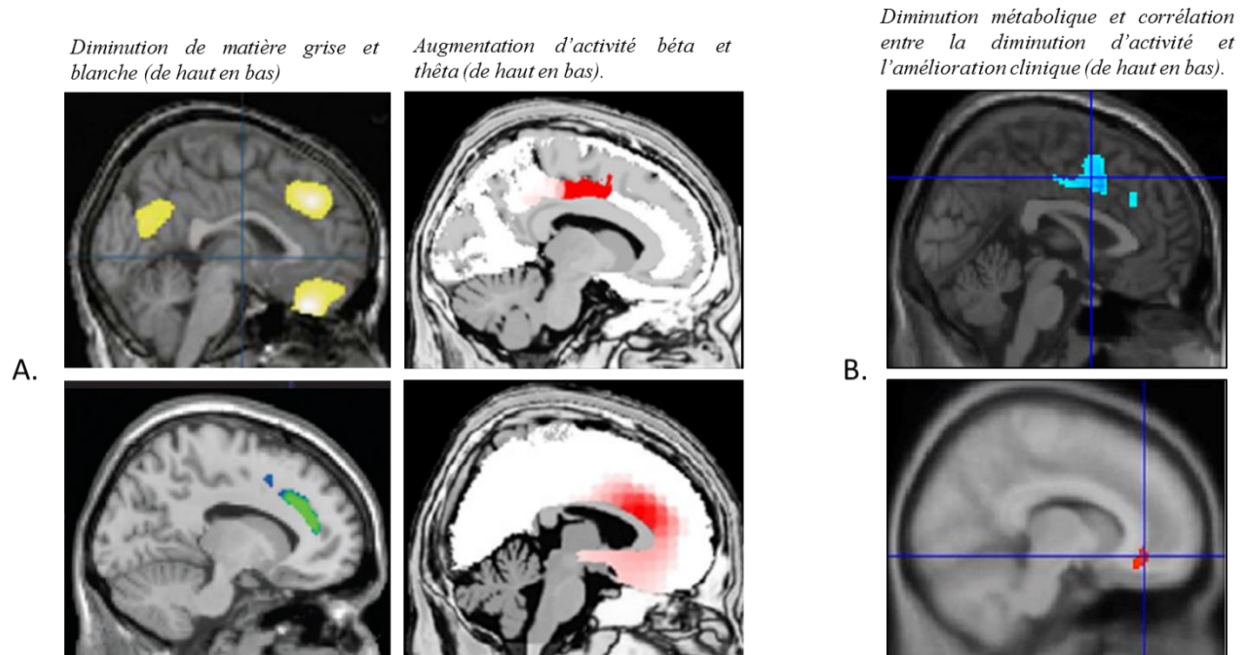 Diminution de matière grise et
blanche (de haut en bas)
Augmentation d'activité béta et
thêta (de haut en bas).
Diminution métabolique et corrélation
entre la diminution d'activité et
l'amélioration clinique (de haut en bas).
A.
B.